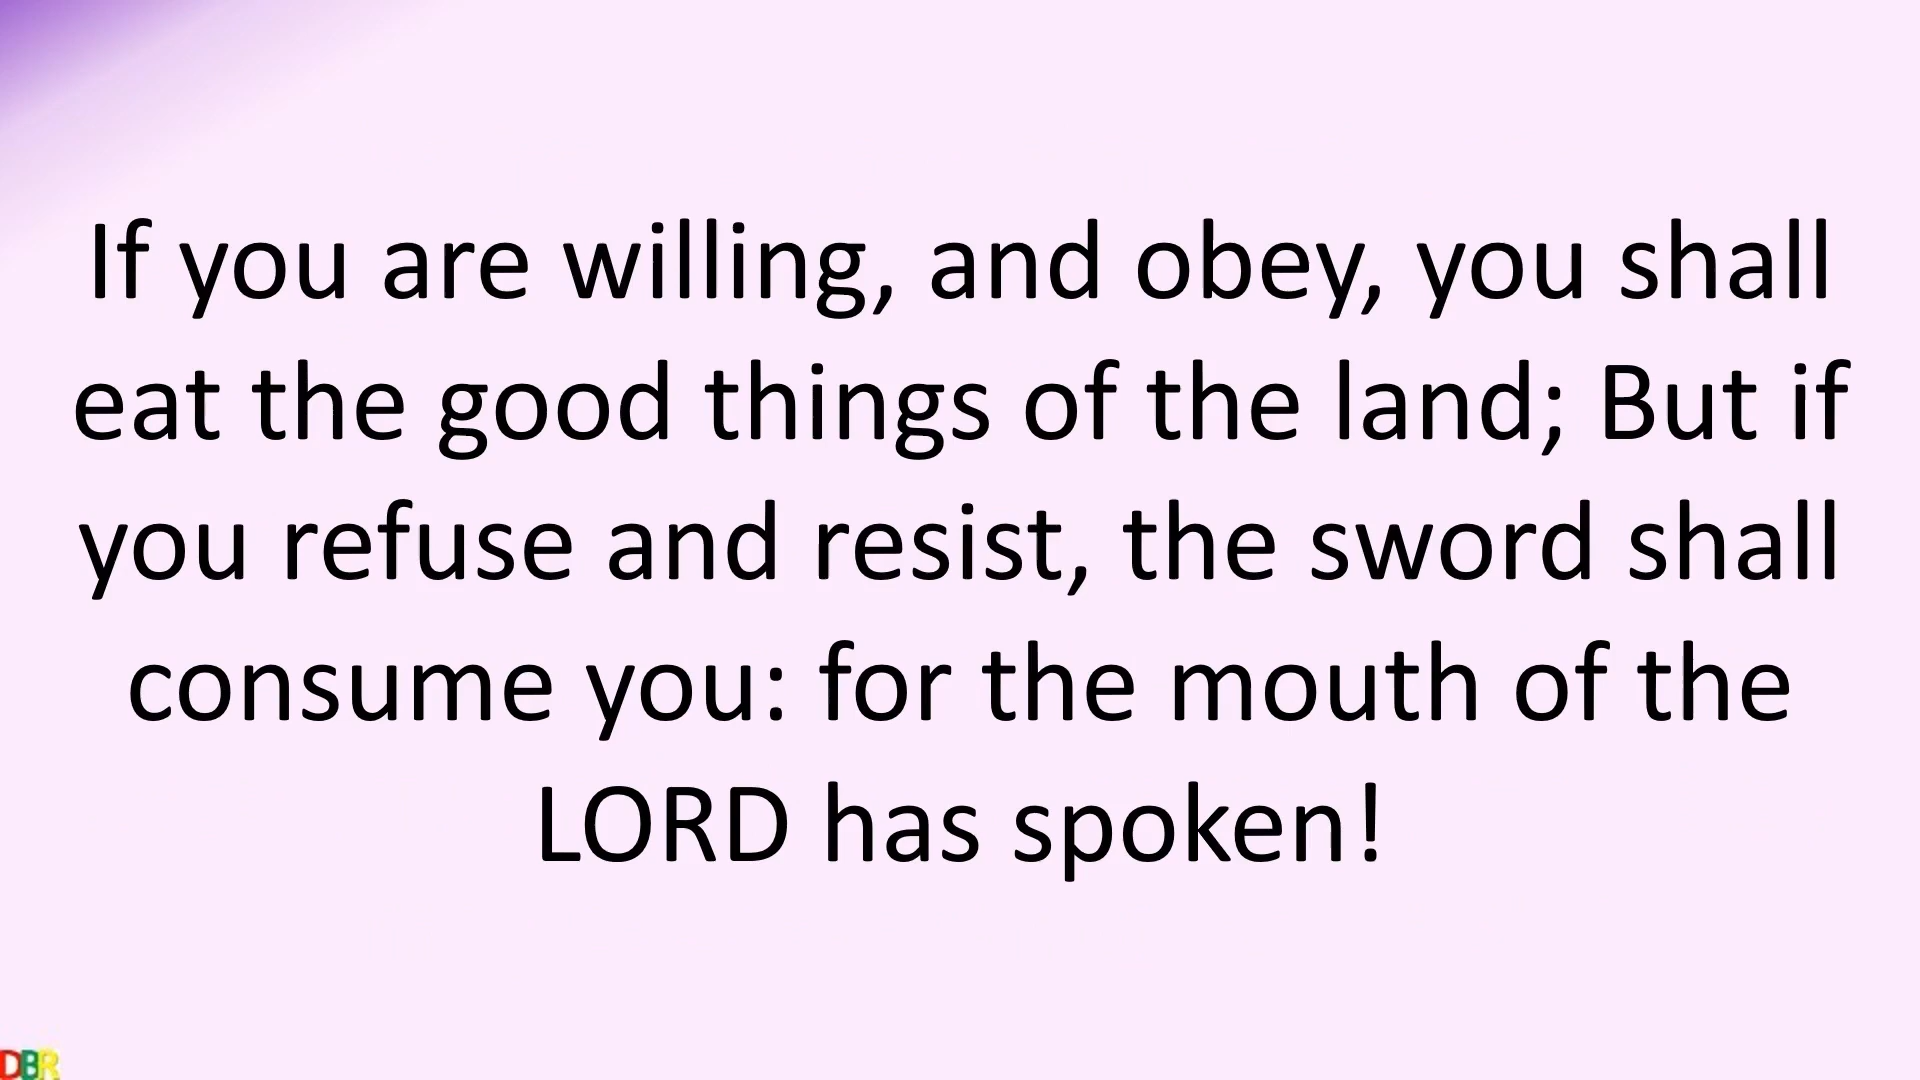 If you are willing, and obey, you shall
eat the good things of the land; But if
you refuse and resist, the sword shall
consume you: for the mouth of the
LORD has spoken!
DBR